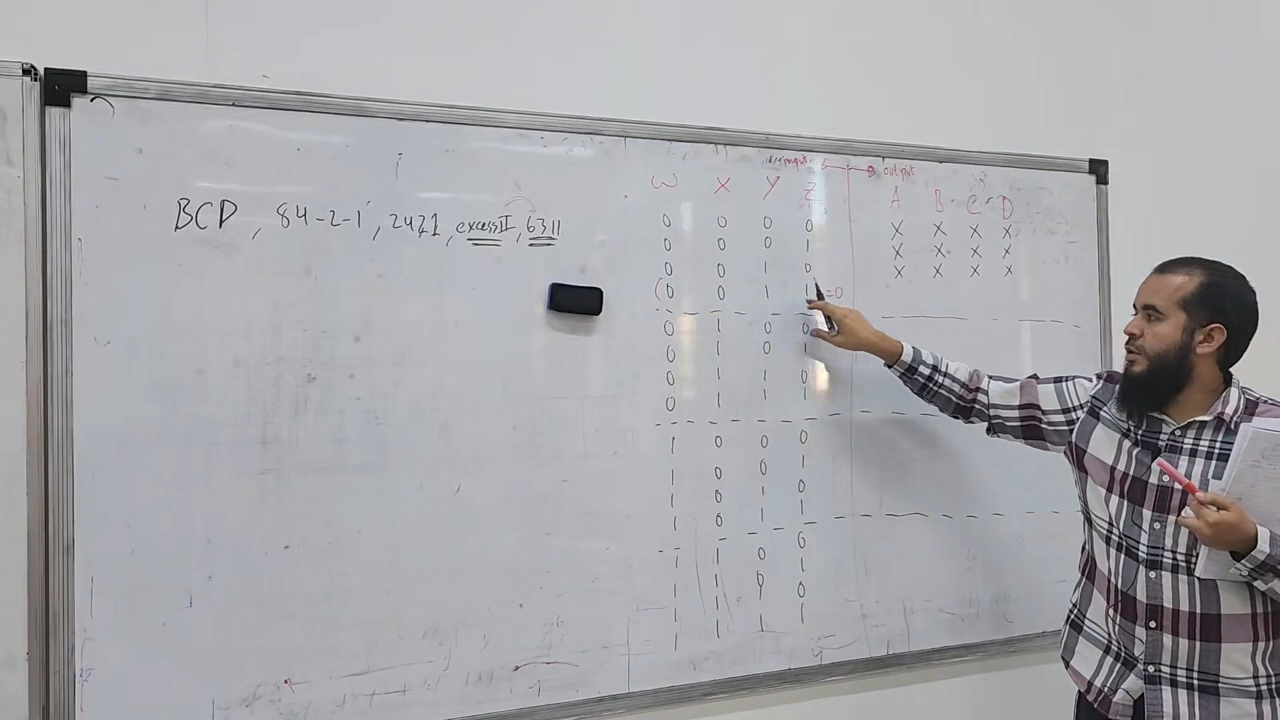 BCD, 84-2-1, 2421, excessIII, 6311
input output
W X Y Z A B C D
0 0 0 0 X X X X
0 0 0 1 X X X X
0 0 1 0 X X X X
(0 0 1 1 =0
0 1 0 0
0 1 0 1
0 1 1 0
0 1 1 1
1 0 0 0
1 0 0 1
1 0 1 0
1 0 1 1
1 1 0 0
1 1 0 1
1 1 1 0
1 1 1 1